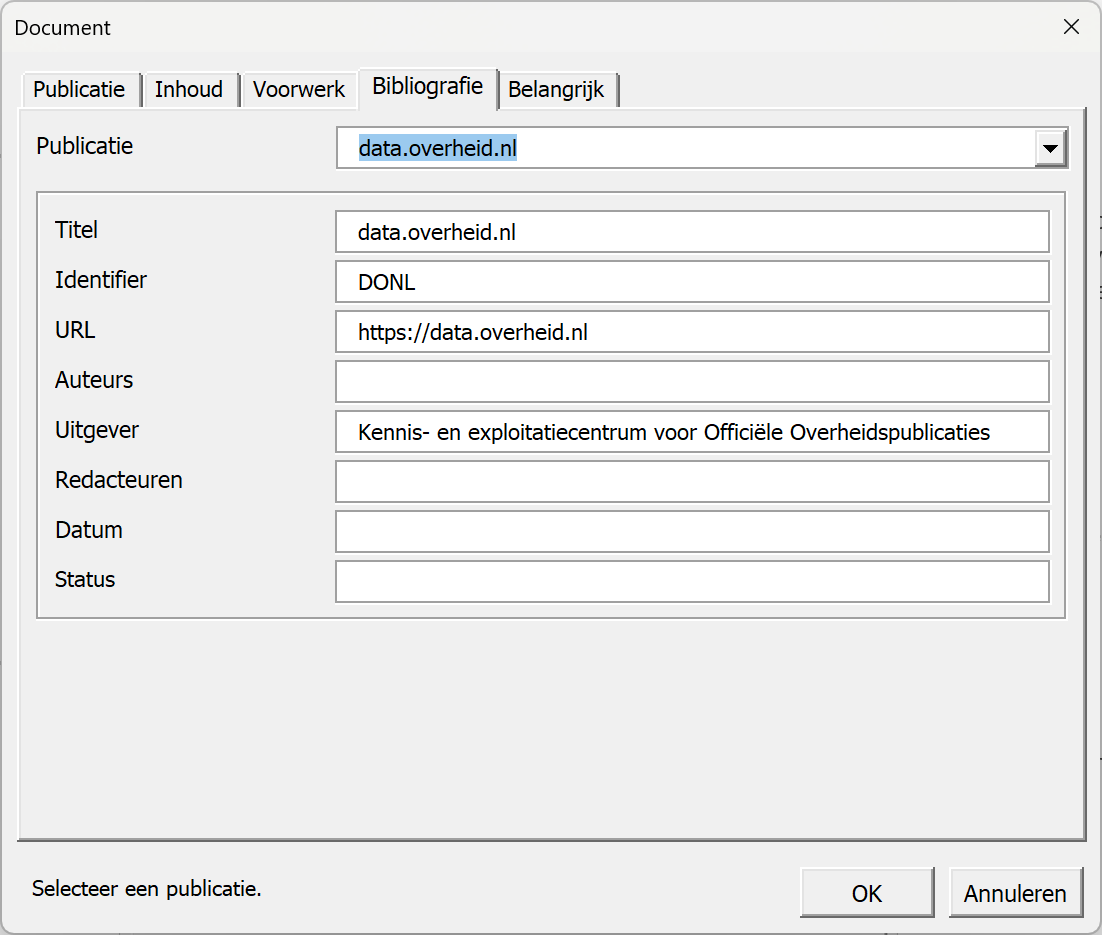 Document
Publicatie Inhoud Voorwerk Bibliografie Belangrijk
Publicatie data.overheid.nl
Titel data.overheid.nl
Identifier DONL
URL https://data.overheid.nl
Auteurs
Uitgever Kennis- en exploitatiecentrum voor Officiële Overheidspublicaties
Redacteuren
Datum
Status
Selecteer een publicatie. OK Annuleren